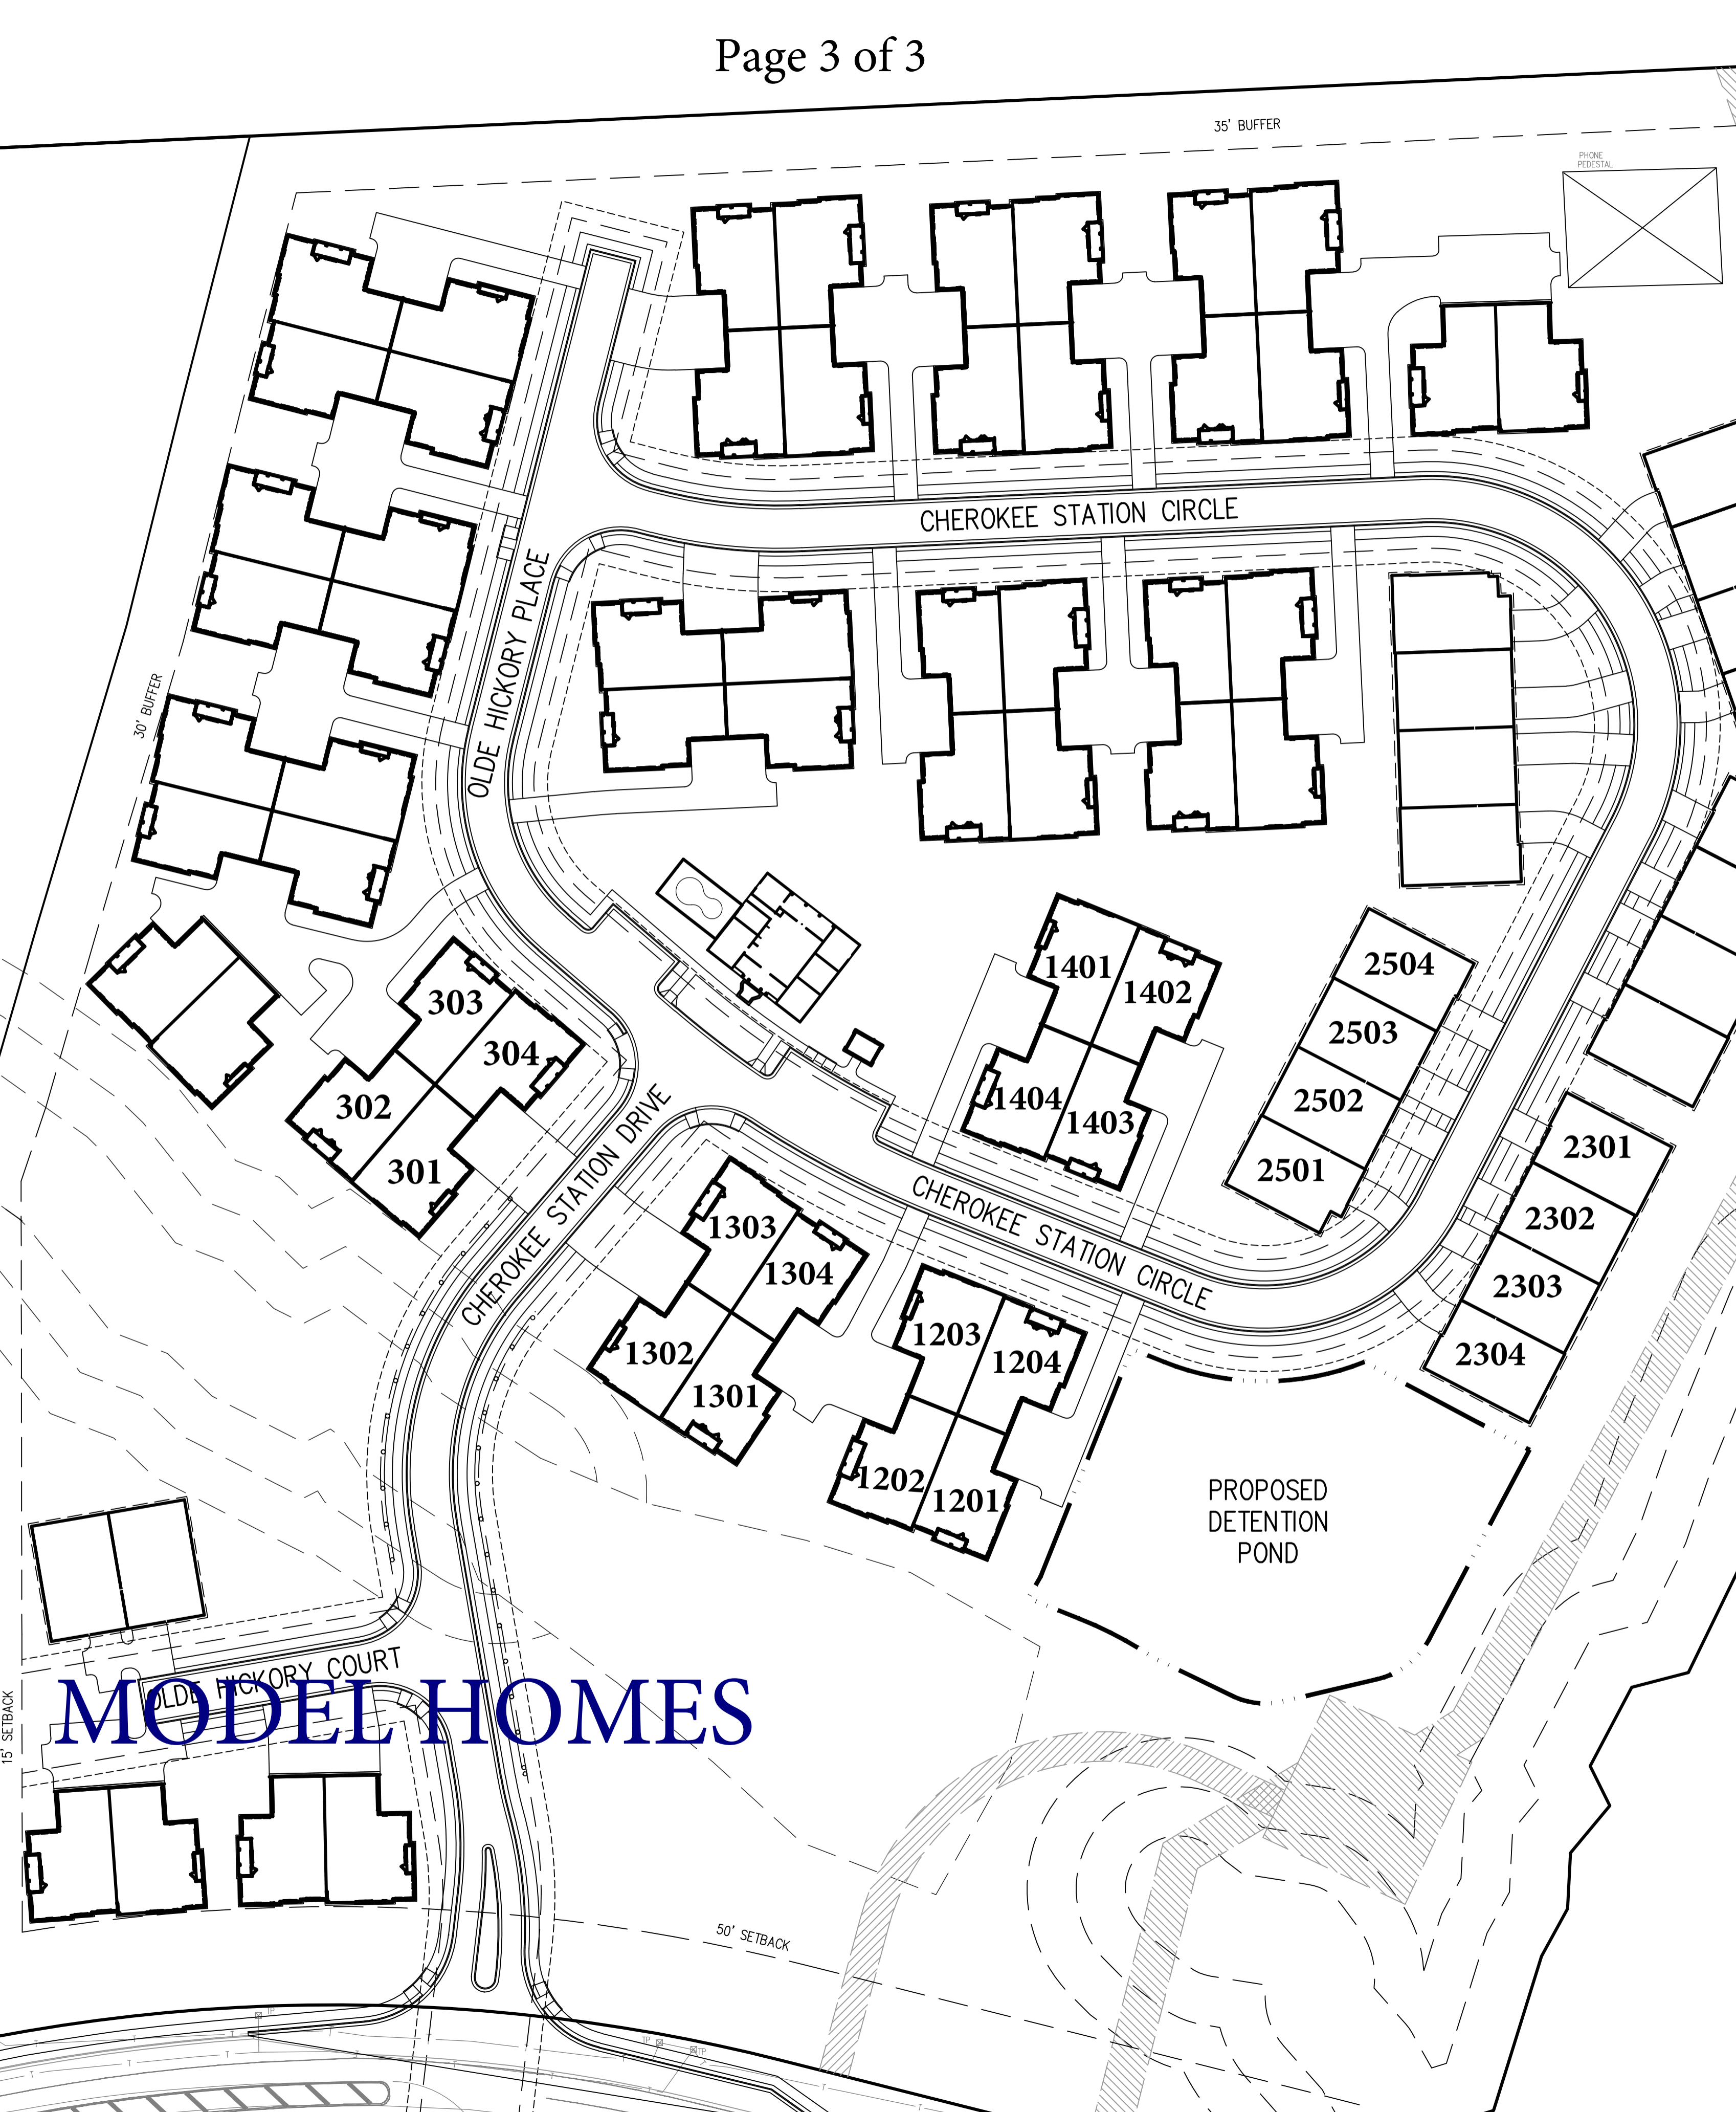 Page 3 of 3
35' BUFFER
PHONE
PEDESTAL
CHEROKEE STATION CIRCLE
OLDE HICKORY PLACE
30' BUFFER
1401
1402
1404
1403
2504
2503
2502
2501
303
304
302
301
2301
2302
2303
2304
CHEROKEE STATION DRIVE
CHEROKEE STATION CIRCLE
1303
1304
1302
1301
1203
1204
1202
1201
PROPOSED
DETENTION
POND
OLDE HICKORY COURT
MODEL HOMES
15' SETBACK
50' SETBACK
TP
TP
TP
T
T
T
T
T
T
T
T
T
T
T